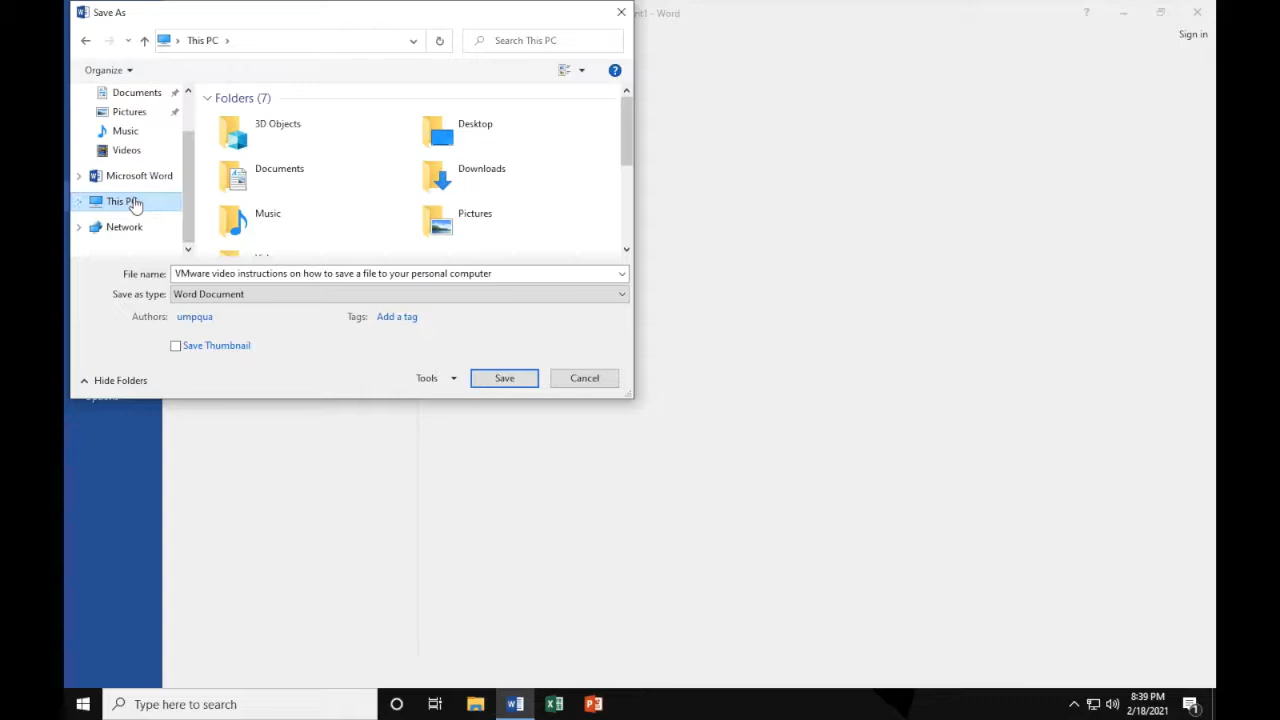 Save As
nt1 - Word
?
Sign in
This PC
Search This PC
Organize
?
Documents
Pictures
Music
Videos
Microsoft Word
This PC
Network
Folders (7)
3D Objects
Desktop
Documents
Downloads
Music
Pictures
File name: VMware video instructions on how to save a file to your personal computer
Save as type: Word Document
Authors: umpqua
Tags: Add a tag
Save Thumbnail
Hide Folders
Tools
Save
Cancel
Type here to search
8:39 PM
2/18/2021
1